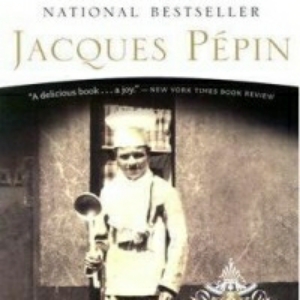 NATIONAL BESTSELLER
JACQUES PÉPIN
"A delicious book . . . a joy." — NEW YORK TIMES BOOK REVIEW